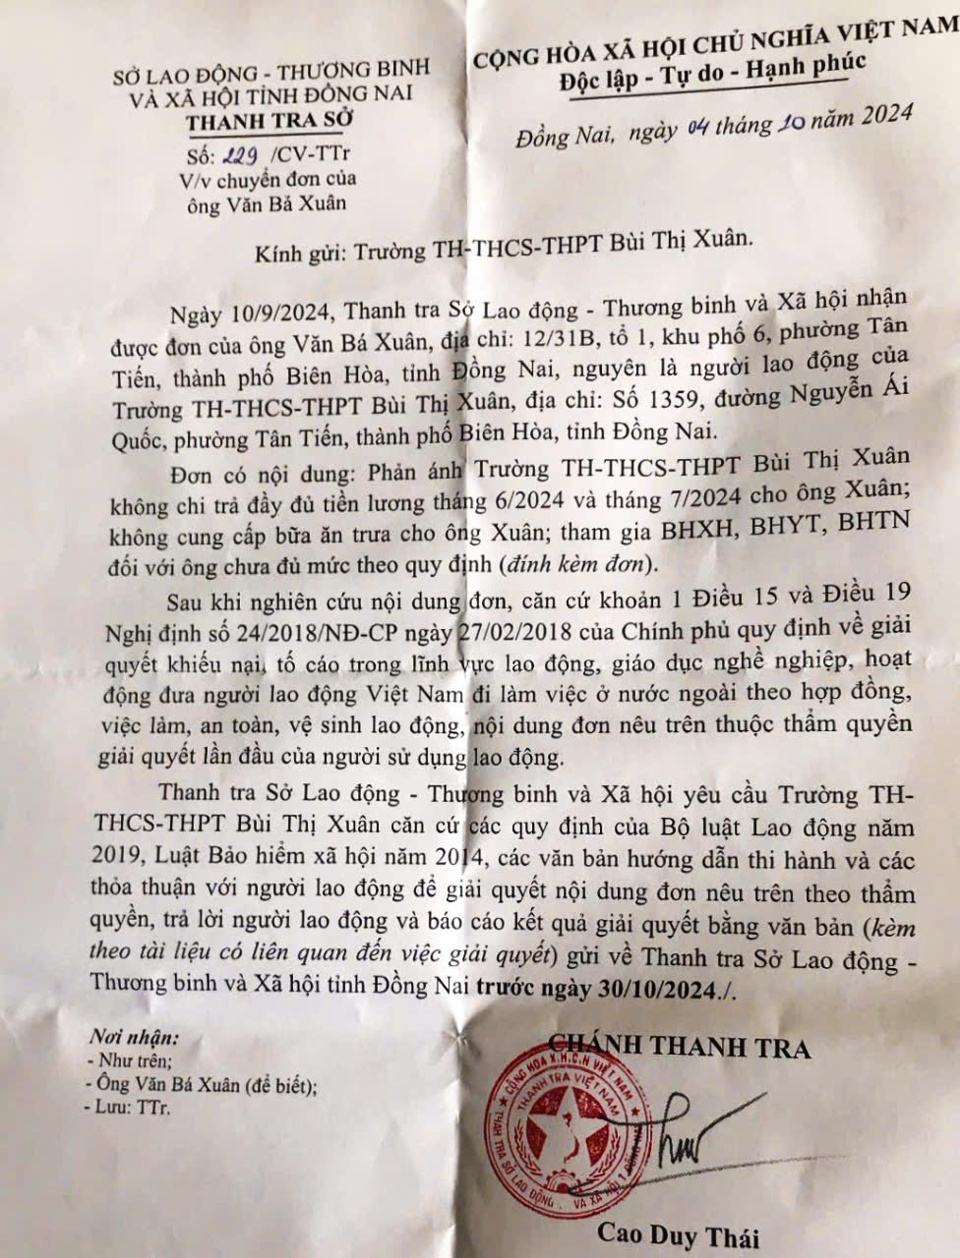 SỞ LAO ĐỘNG - THƯƠNG BINH
VÀ XÃ HỘI TỈNH ĐỒNG NAI
THANH TRA SỞ
Số: 229 /CV-TTr
V/v chuyển đơn của
ông Văn Bá Xuân
CỘNG HÒA XÃ HỘI CHỦ NGHĨA VIỆT NAM
Độc lập - Tự do - Hạnh phúc
Đồng Nai, ngày 04 tháng 10 năm 2024
Kính gửi: Trường TH-THCS-THPT Bùi Thị Xuân.
Ngày 10/9/2024, Thanh tra Sở Lao động - Thương binh và Xã hội nhận
được đơn của ông Văn Bá Xuân, địa chỉ: 12/31B, tổ 1, khu phố 6, phường Tân
Tiến, thành phố Biên Hòa, tỉnh Đồng Nai, nguyên là người lao động của
Trường TH-THCS-THPT Bùi Thị Xuân, địa chỉ: Số 1359, đường Nguyễn Ái
Quốc, phường Tân Tiến, thành phố Biên Hòa, tỉnh Đồng Nai.
Đơn có nội dung: Phản ánh Trường TH-THCS-THPT Bùi Thị Xuân
không chi trả đầy đủ tiền lương tháng 6/2024 và tháng 7/2024 cho ông Xuân;
không cung cấp bữa ăn trưa cho ông Xuân; tham gia BHXH, BHYT, BHTN
đối với ông chưa đủ mức theo quy định (đính kèm đơn).
Sau khi nghiên cứu nội dung đơn, căn cứ khoản 1 Điều 15 và Điều 19
Nghị định số 24/2018/NĐ-CP ngày 27/02/2018 của Chính phủ quy định về giải
quyết khiếu nại, tố cáo trong lĩnh vực lao động, giáo dục nghề nghiệp, hoạt
động đưa người lao động Việt Nam đi làm việc ở nước ngoài theo hợp đồng,
việc làm, an toàn, vệ sinh lao động, nội dung đơn nêu trên thuộc thẩm quyền
giải quyết lần đầu của người sử dụng lao động.
Thanh tra Sở Lao động - Thương binh và Xã hội yêu cầu Trường TH-
THCS-THPT Bùi Thị Xuân căn cứ các quy định của Bộ luật Lao động năm
2019, Luật Bảo hiểm xã hội năm 2014, các văn bản hướng dẫn thi hành và các
thỏa thuận với người lao động để giải quyết nội dung đơn nêu trên theo thẩm
quyền, trả lời người lao động và báo cáo kết quả giải quyết bằng văn bản (kèm
theo tài liệu có liên quan đến việc giải quyết) gửi về Thanh tra Sở Lao động -
Thương binh và Xã hội tỉnh Đồng Nai trước ngày 30/10/2024./.
Nơi nhận:
- Như trên;
- Ông Văn Bá Xuân (để biết);
- Lưu: TTr.
CHÁNH THANH TRA
CỘNG HÒA X.H.C.N VIỆT NAM
THANH TRA VIỆT NAM
THANH TRA SỞ LAO ĐỘNG
VÀ XÃ HỘI T. ĐỒNG NAI
Cao Duy Thái